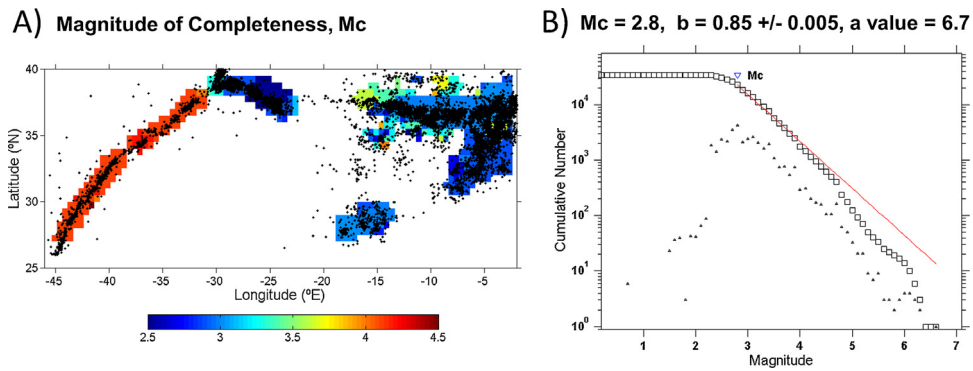 A) Magnitude of Completeness, Mc
40
35
30
25
Latitude (ºN)
-45 -40 -35 -30 -25 -20 -15 -10 -5
Longitude (ºE)
2.5 3 3.5 4 4.5
B) Mc = 2.8, b = 0.85 +/- 0.005, a value = 6.7
Mc
10⁴
10³
10²
10¹
10⁰
Cumulative Number
1 2 3 4 5 6 7
Magnitude